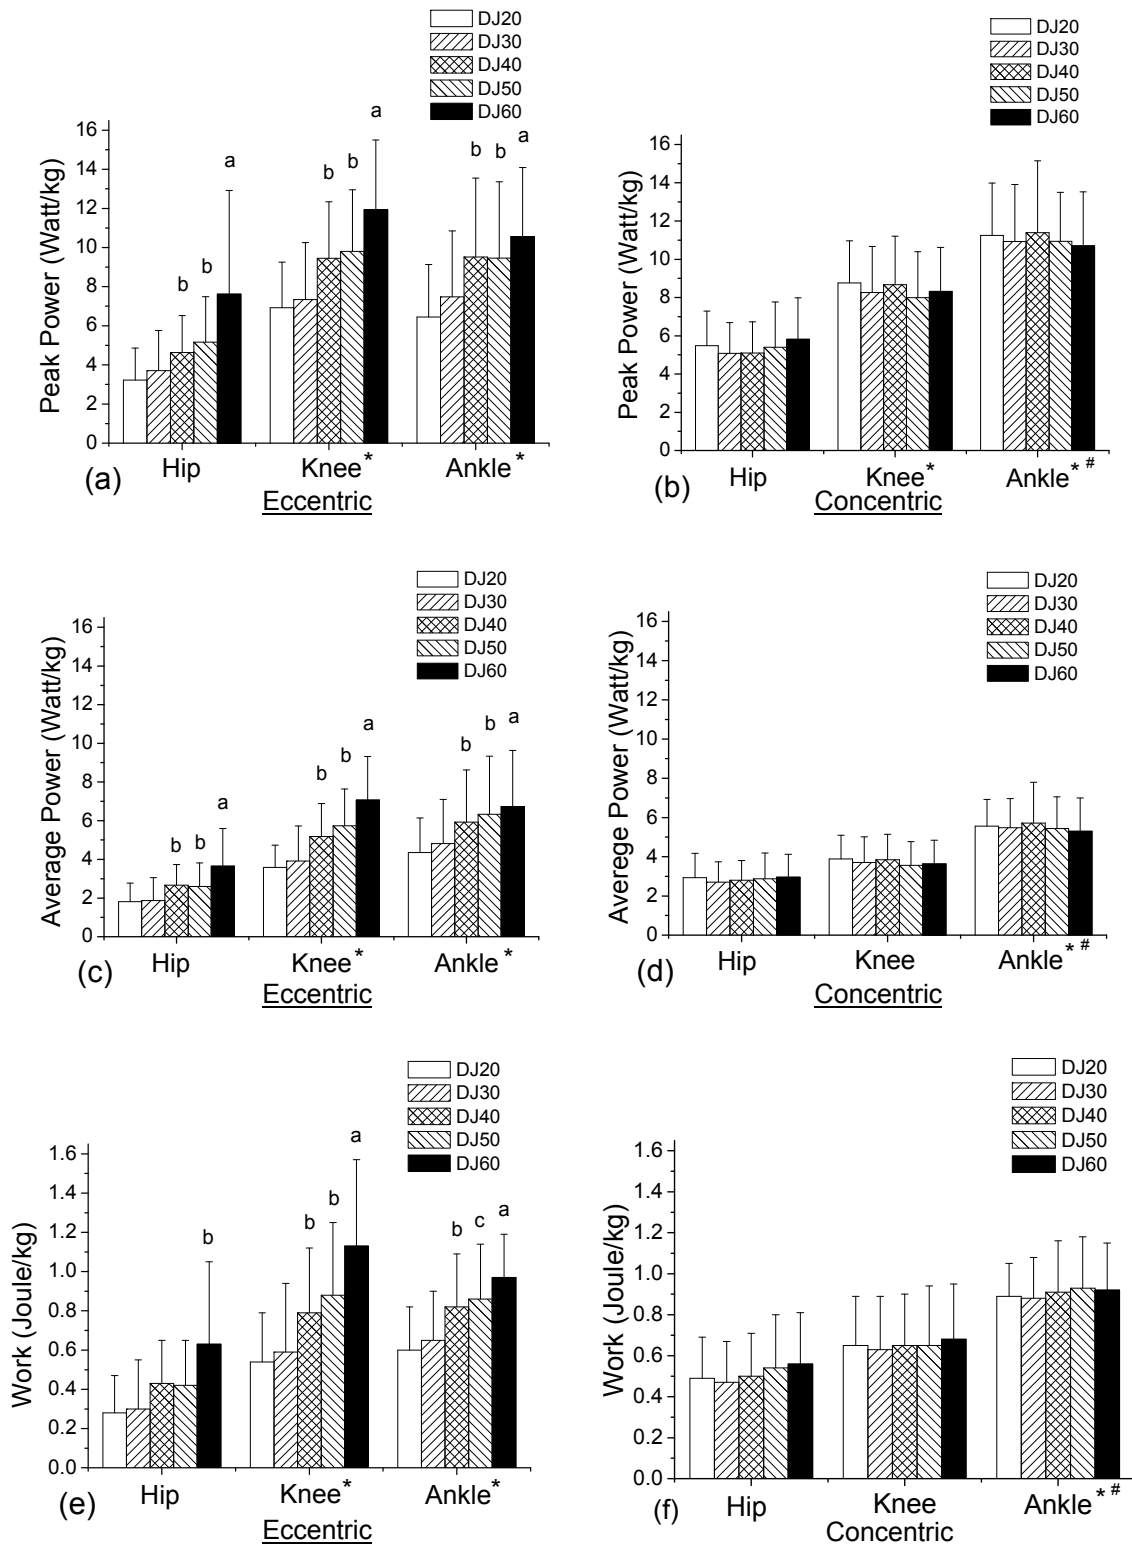 DJ20
DJ30
DJ40
DJ50
DJ60
Peak Power (Watt/kg)
16
14
12
10
8
6
4
2
0
b b a
b b a
b b a
Hip Knee* Ankle*
(a)
Eccentric
DJ20
DJ30
DJ40
DJ50
DJ60
Peak Power (Watt/kg)
16
14
12
10
8
6
4
2
0
Hip Knee* Ankle* #
(b)
Concentric
DJ20
DJ30
DJ40
DJ50
DJ60
Average Power (Watt/kg)
16
14
12
10
8
6
4
2
0
b b a
b b a
b b a
Hip Knee* Ankle*
(c)
Eccentric
DJ20
DJ30
DJ40
DJ50
DJ60
Averege Power (Watt/kg)
16
14
12
10
8
6
4
2
0
Hip Knee Ankle* #
(d)
Concentric
DJ20
DJ30
DJ40
DJ50
DJ60
Work (Joule/kg)
1.6
1.4
1.2
1.0
0.8
0.6
0.4
0.2
0.0
b
b b a
b c a
Hip Knee* Ankle*
(e)
Eccentric
DJ20
DJ30
DJ40
DJ50
DJ60
Work (Joule/kg)
1.6
1.4
1.2
1.0
0.8
0.6
0.4
0.2
0.0
Hip Knee Ankle* #
(f)
Concentric